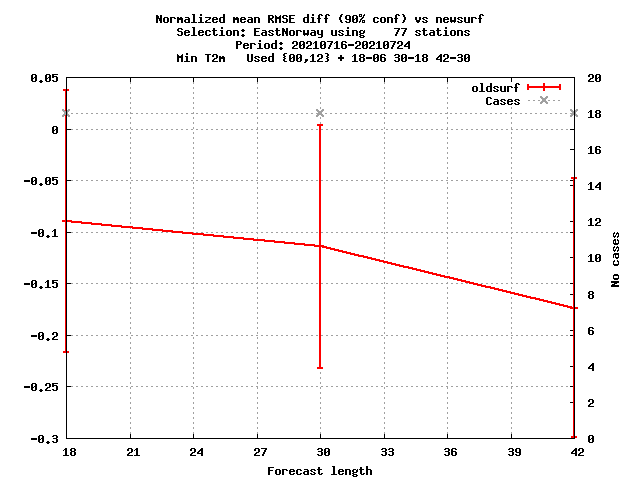 Normalized mean RMSE diff (90% conf) vs newsurf
Selection: EastNorway using    77 stations
Period: 20210716-20210724
Min T2m   Used {00,12} + 18-06 30-18 42-30
oldsurf
Cases
0.05
0
-0.05
-0.1
-0.15
-0.2
-0.25
-0.3
20
18
16
14
12
10
8
6
4
2
0
No cases
18 21 24 27 30 33 36 39 42
Forecast length